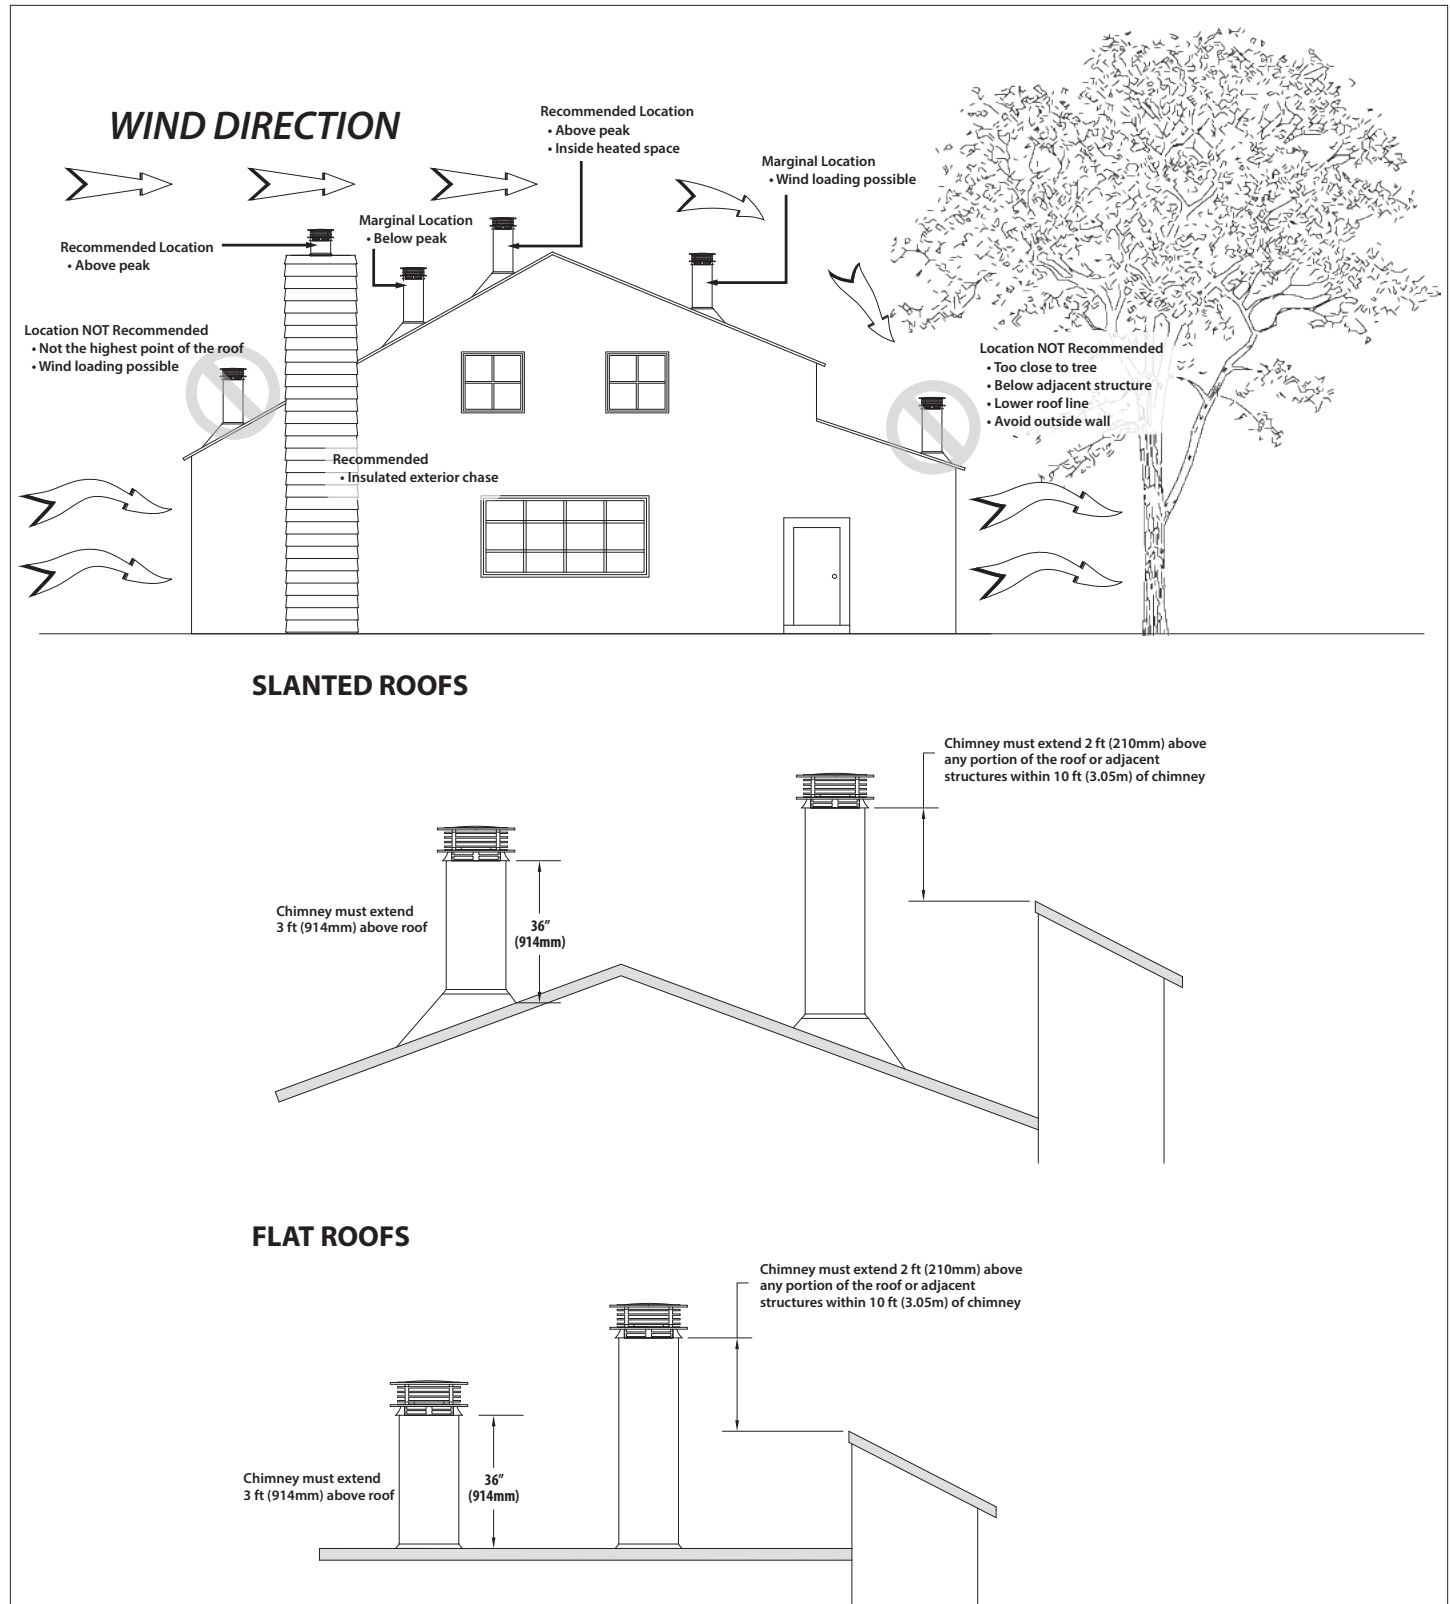 WIND DIRECTION
Recommended Location
• Above peak
• Inside heated space
Marginal Location
• Wind loading possible
Marginal Location
• Below peak
Recommended Location
• Above peak
Location NOT Recommended
• Not the highest point of the roof
• Wind loading possible
Location NOT Recommended
• Too close to tree
• Below adjacent structure
• Lower roof line
• Avoid outside wall
Recommended
• Insulated exterior chase
SLANTED ROOFS
Chimney must extend 2 ft (210mm) above
any portion of the roof or adjacent
structures within 10 ft (3.05m) of chimney
Chimney must extend
3 ft (914mm) above roof
36”
(914mm)
FLAT ROOFS
Chimney must extend 2 ft (210mm) above
any portion of the roof or adjacent
structures within 10 ft (3.05m) of chimney
Chimney must extend
3 ft (914mm) above roof
36”
(914mm)